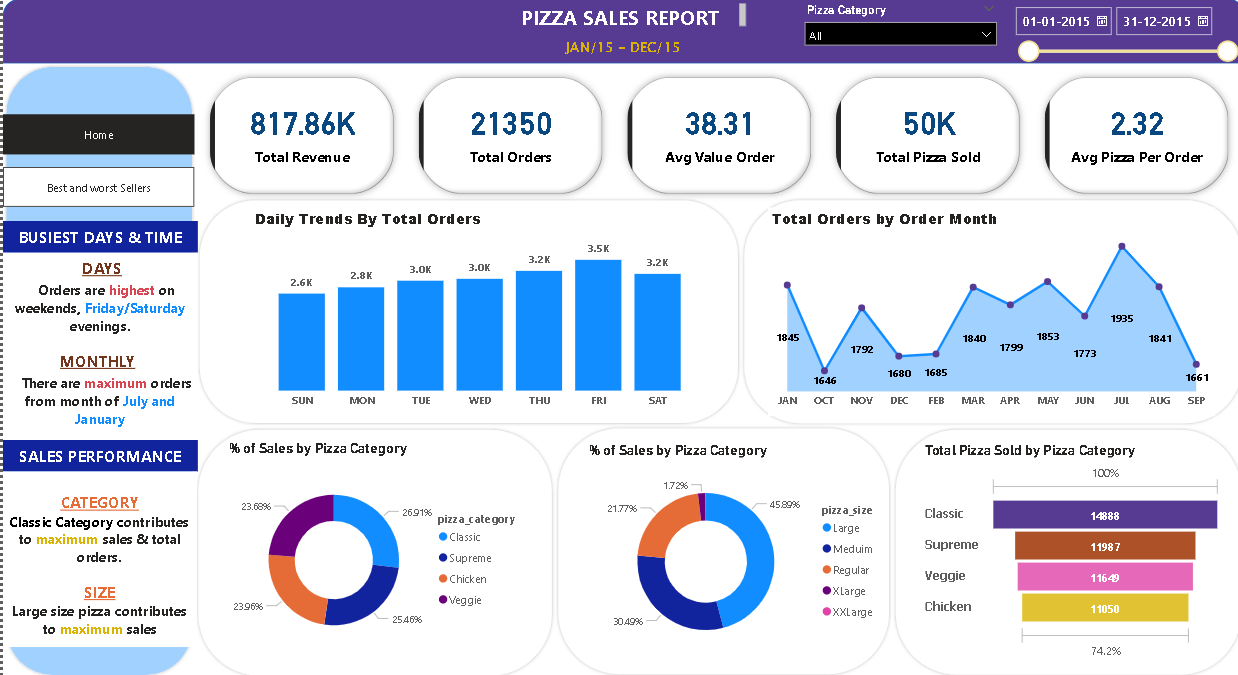 PIZZA SALES REPORT
JAN/15 – DEC/15
Pizza Category
All
01-01-2015
31-12-2015
Home
Best and worst Sellers
817.86K
Total Revenue
21350
Total Orders
38.31
Avg Value Order
50K
Total Pizza Sold
2.32
Avg Pizza Per Order
BUSIEST DAYS & TIME
DAYS
Orders are highest on
weekends, Friday/Saturday
evenings.
MONTHLY
There are maximum orders
from month of July and
January
SALES PERFORMANCE
CATEGORY
Classic Category contributes
to maximum sales & total
orders.
SIZE
Large size pizza contributes
to maximum sales
Daily Trends By Total Orders
2.6K 2.8K 3.0K 3.0K 3.2K 3.5K 3.2K
SUN MON TUE WED THU FRI SAT
Total Orders by Order Month
1845 1646 1792 1680 1685 1840 1799 1853 1773 1935 1841 1661
JAN OCT NOV DEC FEB MAR APR MAY JUN JUL AUG SEP
% of Sales by Pizza Category
23.68%
26.91%
23.96%
25.46%
pizza_category
Classic
Supreme
Chicken
Veggie
% of Sales by Pizza Category
1.72%
21.77%
45.89%
30.49%
pizza_size
Large
Meduim
Regular
XLarge
XXLarge
Total Pizza Sold by Pizza Category
100%
Classic 14888
Supreme 11987
Veggie 11649
Chicken 11050
74.2%